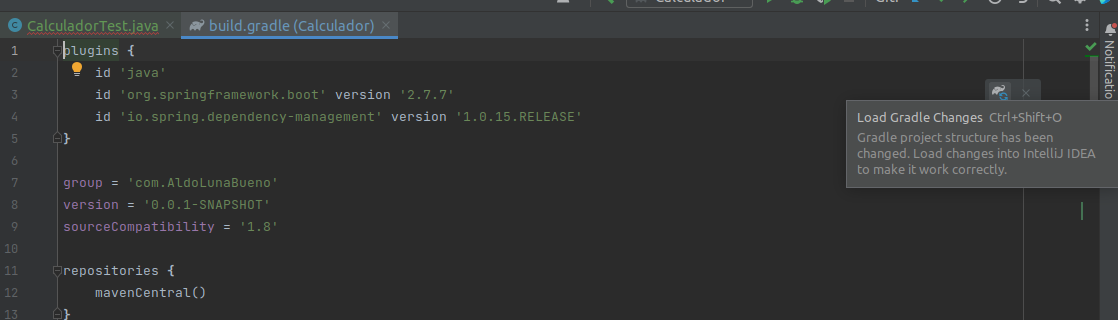 Calculador
Git:
CalculadorTest.java
build.gradle (Calculador)
1 plugins {
2 id 'java'
3 id 'org.springframework.boot' version '2.7.7'
4 id 'io.spring.dependency-management' version '1.0.15.RELEASE'
5 }
6
7 group = 'com.AldoLunaBueno'
8 version = '0.0.1-SNAPSHOT'
9 sourceCompatibility = '1.8'
10
11 repositories {
12 mavenCentral()
13 }
Load Gradle Changes Ctrl+Shift+O
Gradle project structure has been
changed. Load changes into IntelliJ IDEA
to make it work correctly.
Notificatio